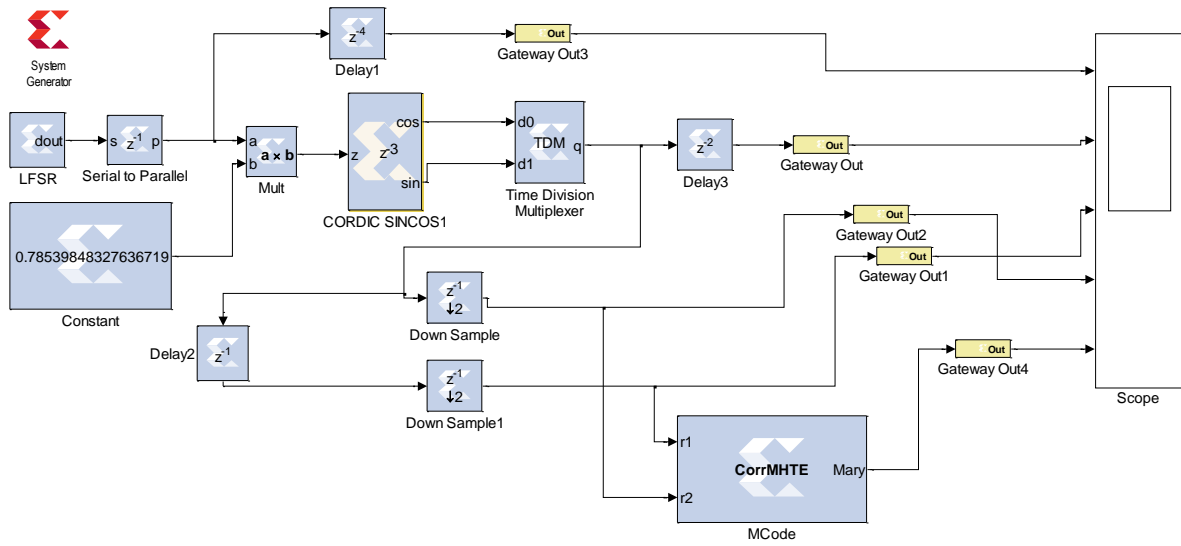 z-4
Out
Gateway Out3
Delay1
System
Generator
dout
LFSR
s
z-1
p
Serial to Parallel
a
b
a × b
Mult
z
cos
z-3
sin
CORDIC SINCOS1
d0
TDM
d1
q
Time Division
Multiplexer
z-2
Delay3
Out
Gateway Out
0.78539848327636719
Constant
Out
Gateway Out2
Out
Gateway Out1
z-1
↓2
Down Sample
Delay2
z-1
z-1
↓2
Down Sample1
Out
Gateway Out4
Scope
r1
CorrMHTE
Mary
r2
MCode